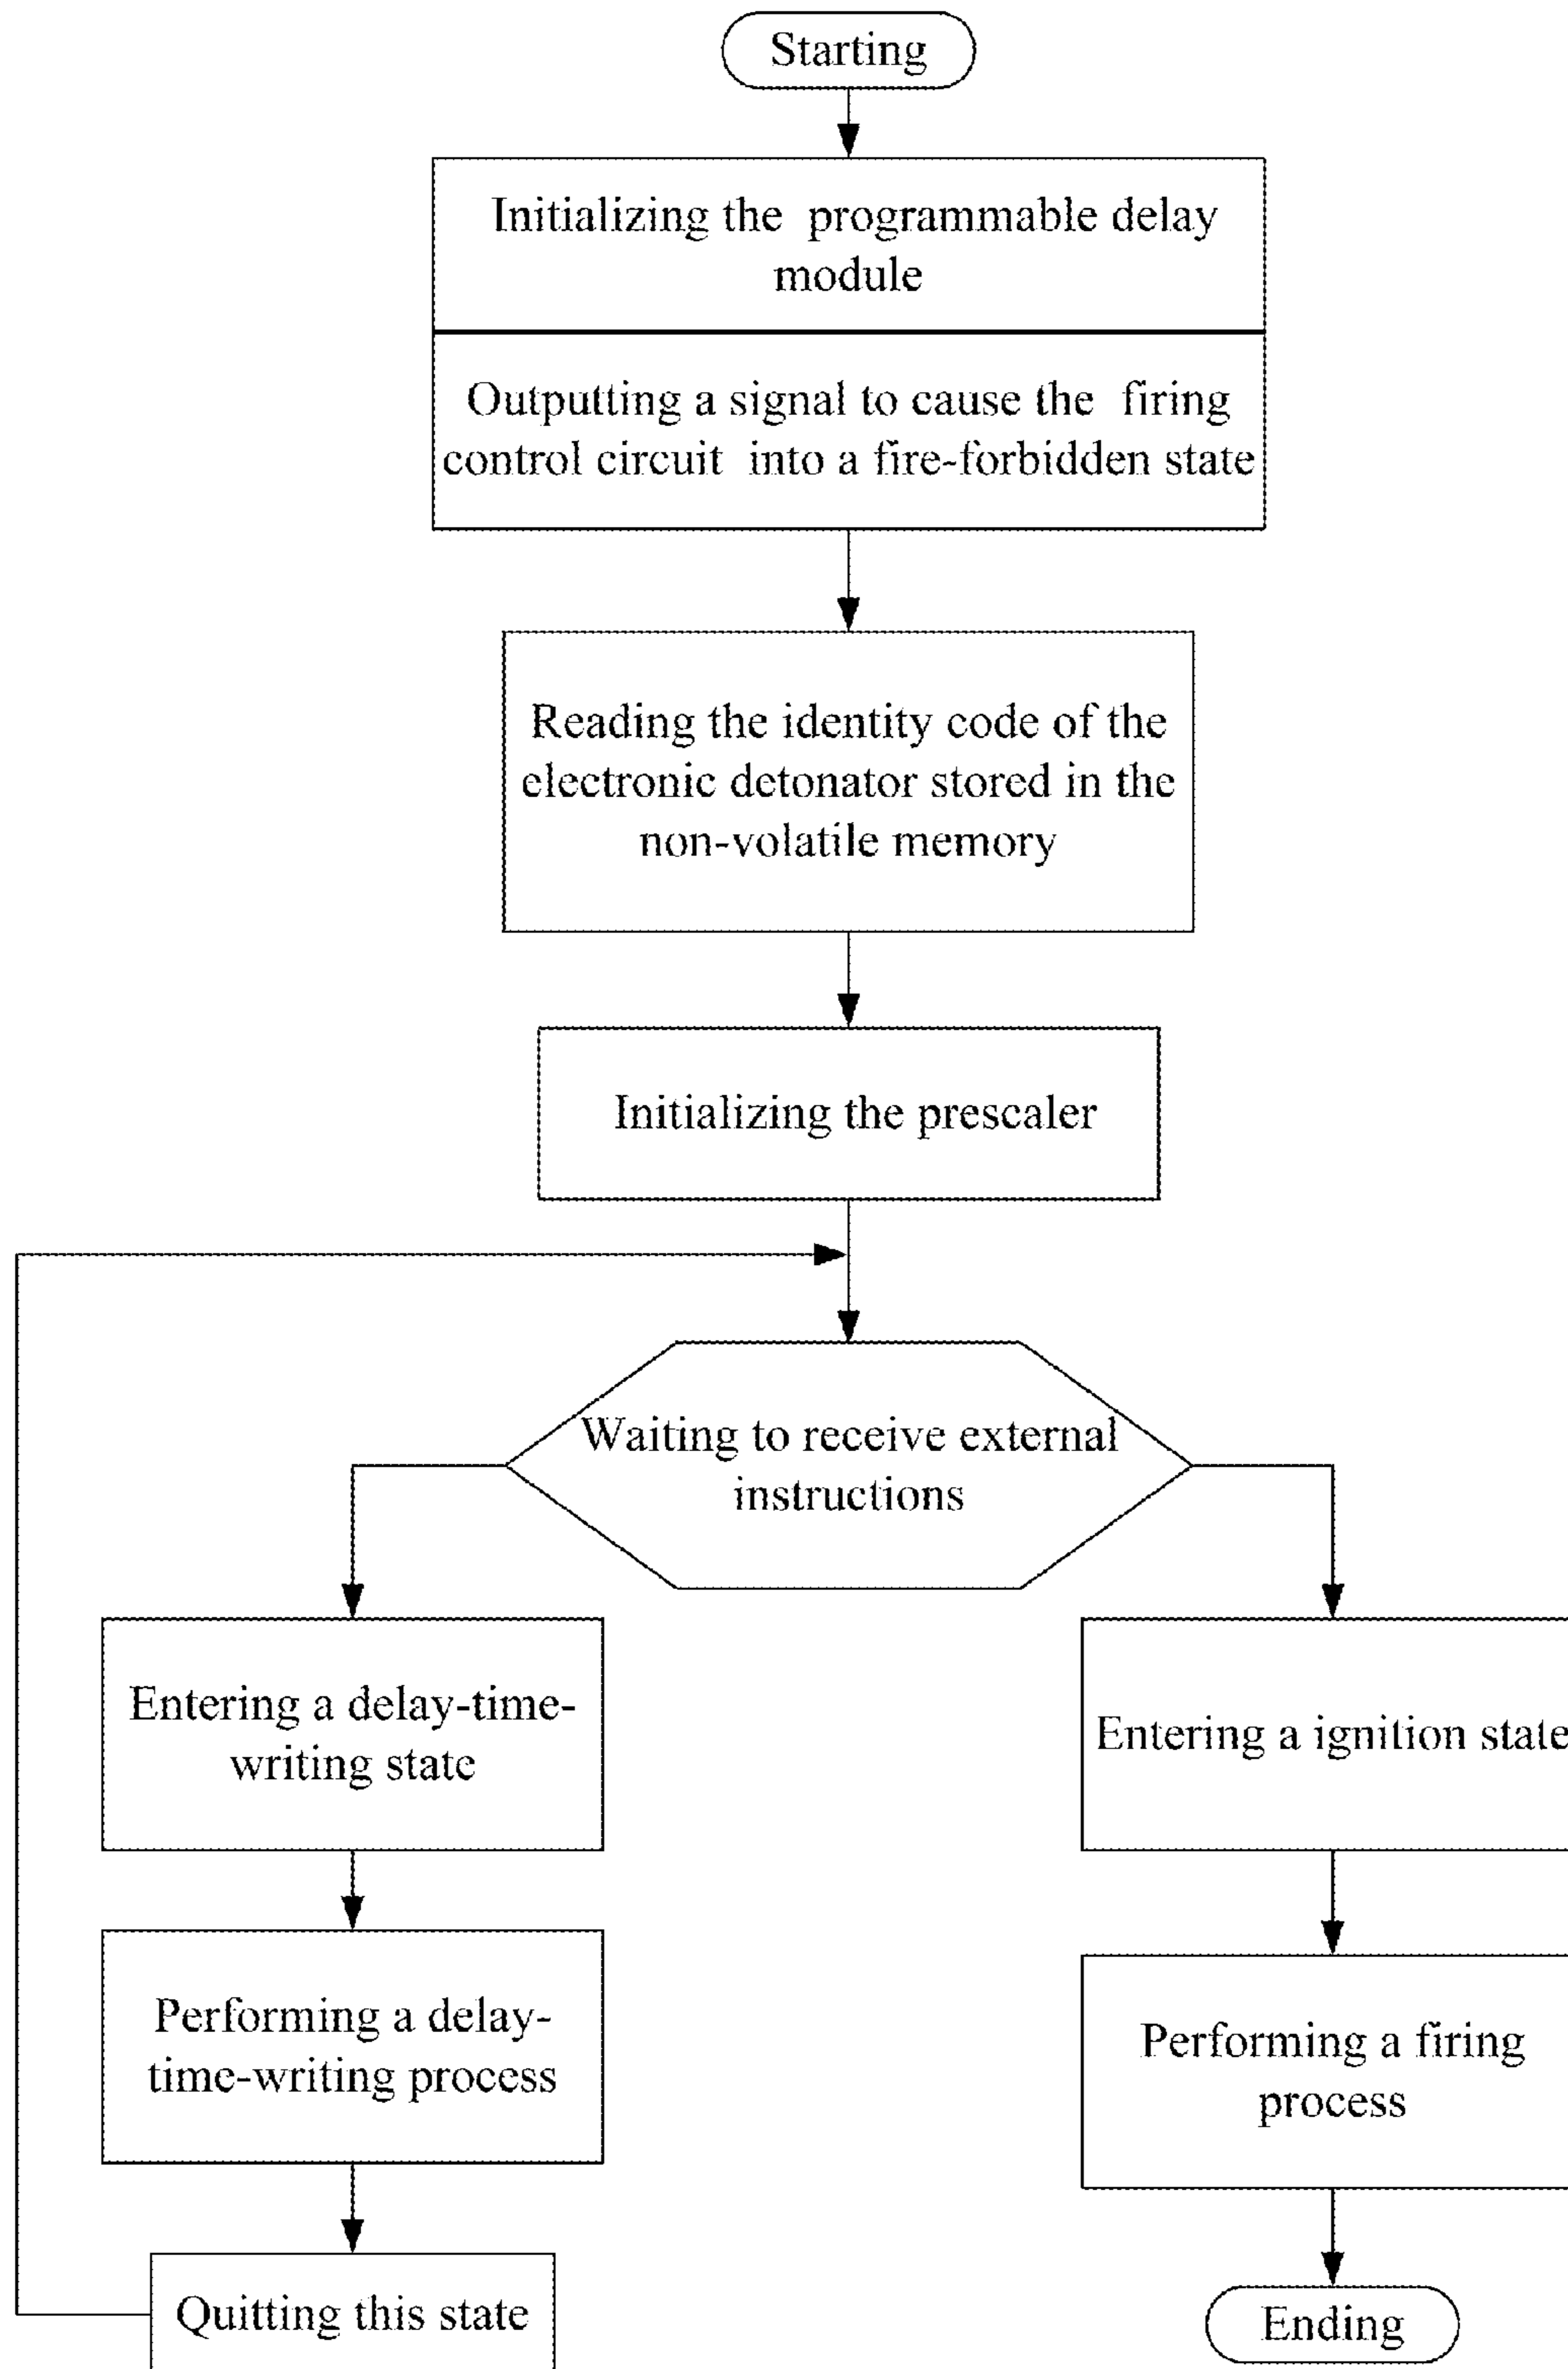 Starting
Initializing the programmable delay
module
Outputting a signal to cause the firing
control circuit into a fire-forbidden state
Reading the identity code of the
electronic detonator stored in the
non-volatile memory
Initializing the prescaler
Waiting to receive external
instructions
Entering a delay-time-
writing state
Entering a ignition state
Performing a delay-
time-writing process
Performing a firing
process
Quitting this state
Ending